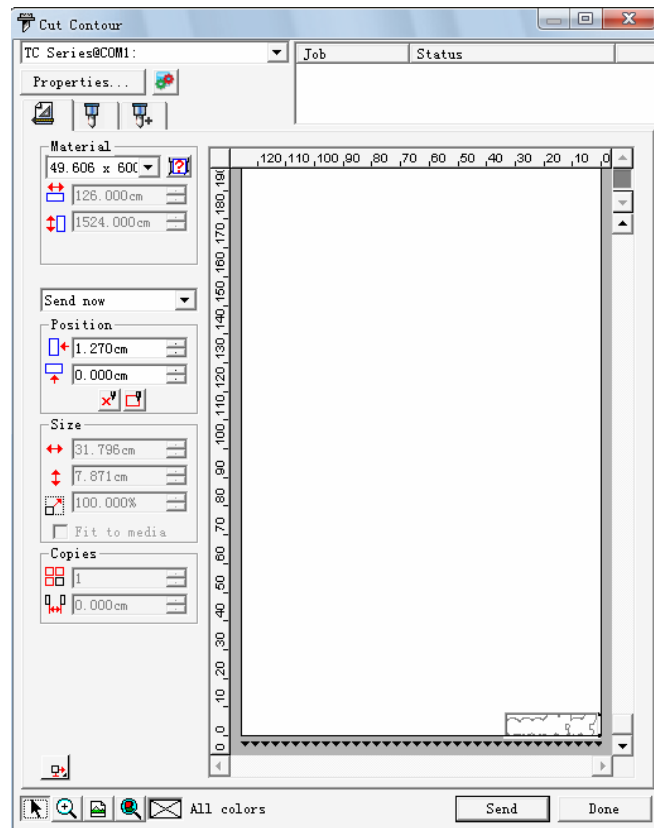 Cut Contour
TC Series@COM1:
Job Status
Properties...
Material
49.606 x 600
126.000cm
1524.000cm
Send now
Position
1.270cm
0.000cm
Size
31.796cm
7.871cm
100.000%
Fit to media
Copies
1
0.000cm
120 110 100 90 80 70 60 50 40 30 20 10 0
190
180
170
160
150
140
130
120
110
100
90
80
70
60
50
40
30
20
10
0
0
All colors
Send Done